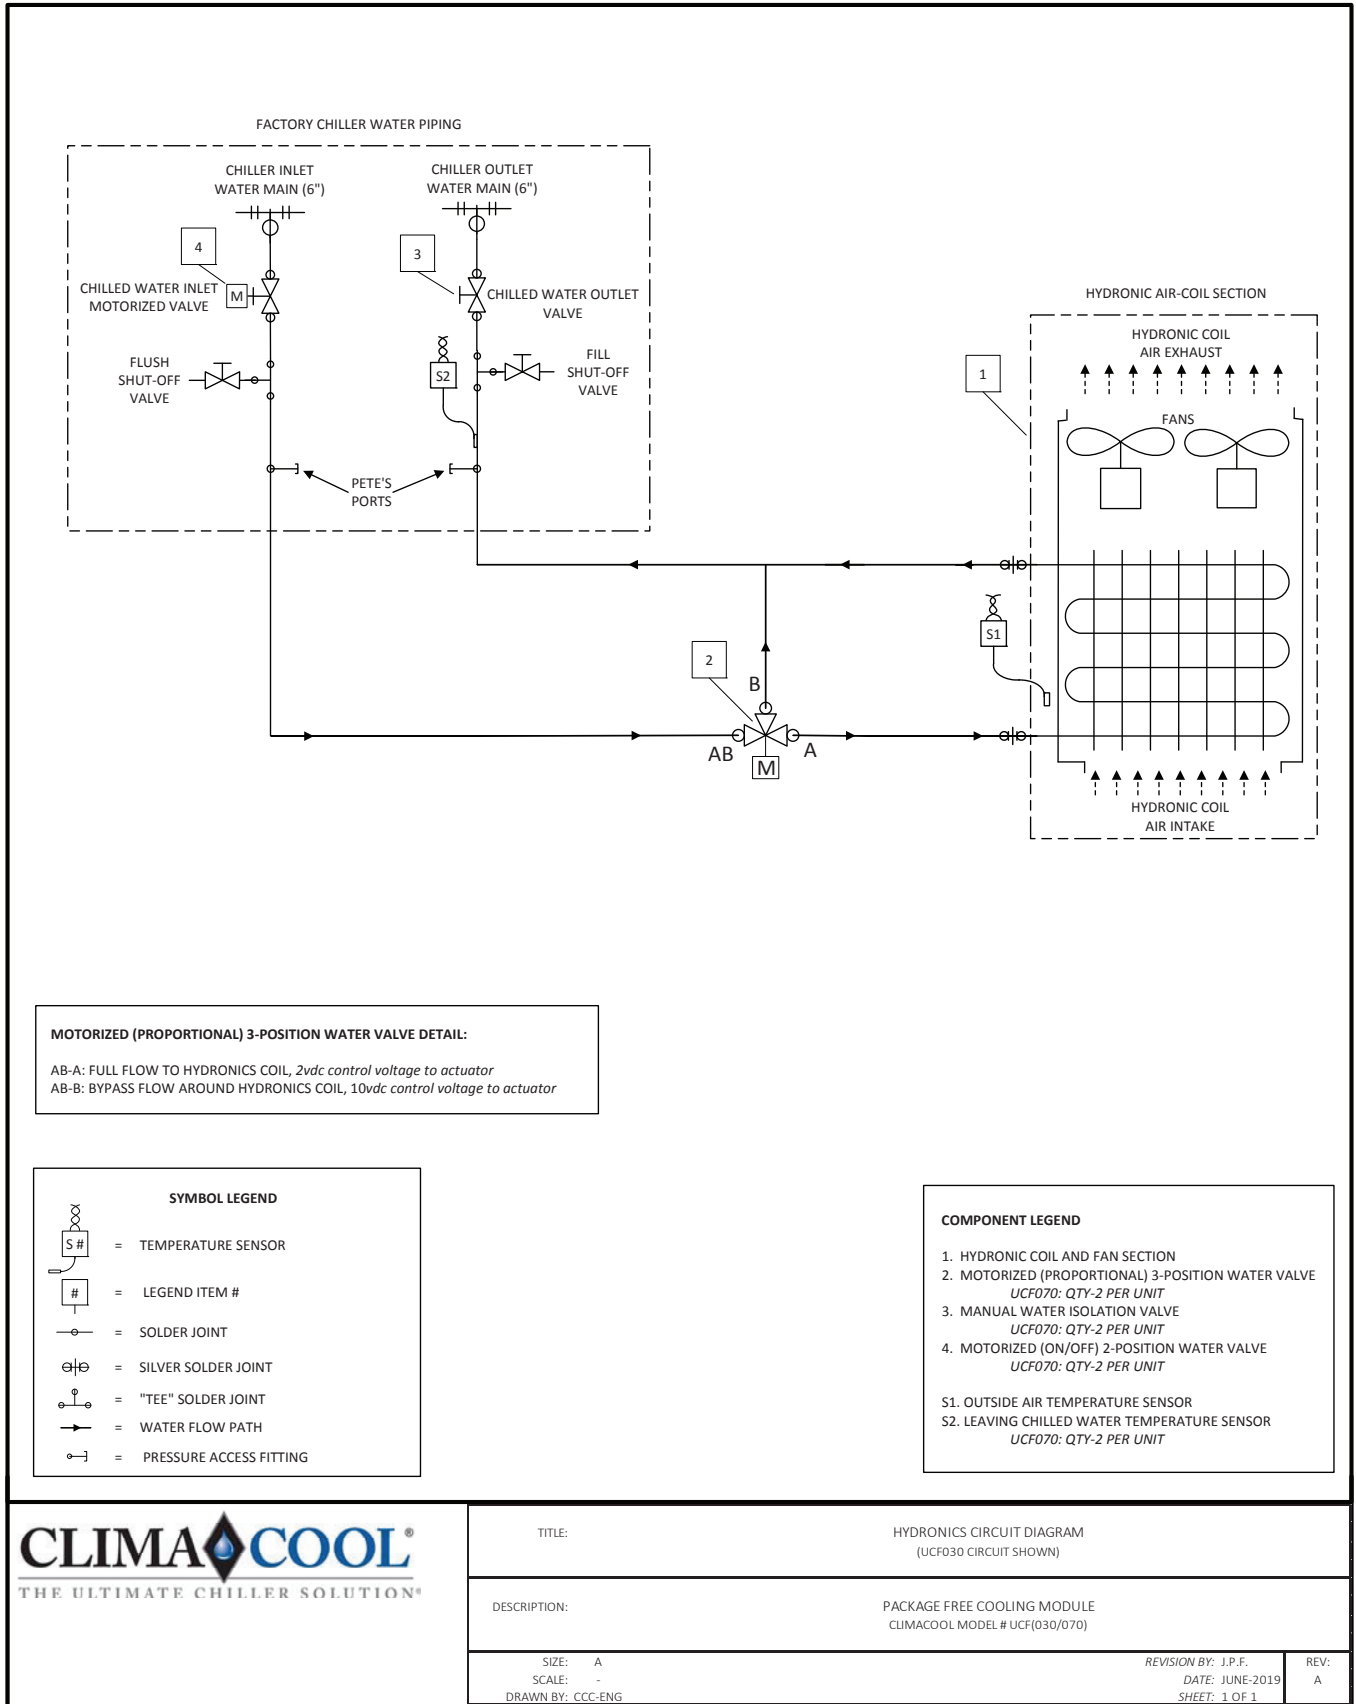 FACTORY CHILLER WATER PIPING
CHILLER INLET
WATER MAIN (6")
CHILLER OUTLET
WATER MAIN (6")
4
3
CHILLED WATER INLET
MOTORIZED VALVE
M
CHILLED WATER OUTLET
VALVE
FLUSH
SHUT-OFF
VALVE
S2
FILL
SHUT-OFF
VALVE
PETE'S
PORTS
HYDRONIC AIR-COIL SECTION
HYDRONIC COIL
AIR EXHAUST
1
FANS
S1
2
B
AB
A
M
HYDRONIC COIL
AIR INTAKE
MOTORIZED (PROPORTIONAL) 3-POSITION WATER VALVE DETAIL:
AB-A: FULL FLOW TO HYDRONICS COIL, 2vdc control voltage to actuator
AB-B: BYPASS FLOW AROUND HYDRONICS COIL, 10vdc control voltage to actuator
SYMBOL LEGEND
S # = TEMPERATURE SENSOR
# = LEGEND ITEM #
= SOLDER JOINT
= SILVER SOLDER JOINT
= "TEE" SOLDER JOINT
= WATER FLOW PATH
= PRESSURE ACCESS FITTING
COMPONENT LEGEND
1. HYDRONIC COIL AND FAN SECTION
2. MOTORIZED (PROPORTIONAL) 3-POSITION WATER VALVE
UCF070: QTY-2 PER UNIT
3. MANUAL WATER ISOLATION VALVE
UCF070: QTY-2 PER UNIT
4. MOTORIZED (ON/OFF) 2-POSITION WATER VALVE
UCF070: QTY-2 PER UNIT
S1. OUTSIDE AIR TEMPERATURE SENSOR
S2. LEAVING CHILLED WATER TEMPERATURE SENSOR
UCF070: QTY-2 PER UNIT
CLIMACOOL®
THE ULTIMATE CHILLER SOLUTION®
TITLE: HYDRONICS CIRCUIT DIAGRAM
(UCF030 CIRCUIT SHOWN)
DESCRIPTION: PACKAGE FREE COOLING MODULE
CLIMACOOL MODEL # UCF(030/070)
SIZE: A
SCALE: -
DRAWN BY: CCC-ENG
REVISION BY: J.P.F.
DATE: JUNE-2019
SHEET: 1 OF 1
REV:
A